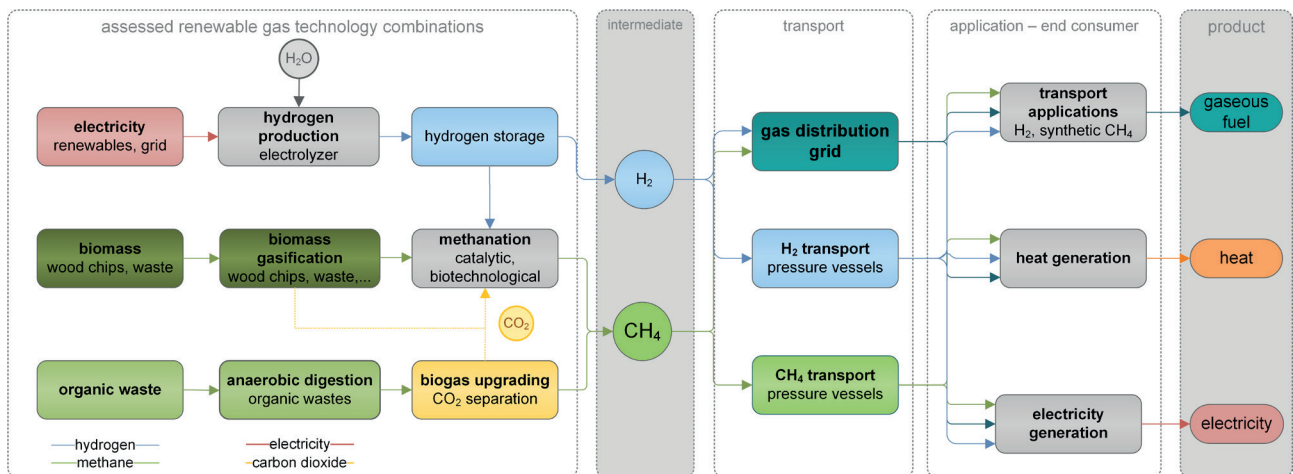 assessed renewable gas technology combinations
intermediate
transport
application – end consumer
product
H₂O
electricity
renewables, grid
hydrogen
production
electrolyzer
hydrogen storage
biomass
wood chips, waste
biomass
gasification
wood chips, waste,...
methanation
catalytic,
biotechnological
CO₂
organic waste
anaerobic digestion
organic wastes
biogas upgrading
CO₂ separation
hydrogen
methane
electricity
carbon dioxide
H₂
CH₄
gas distribution
grid
H₂ transport
pressure vessels
CH₄ transport
pressure vessels
transport
applications
H₂, synthetic CH₄
heat generation
electricity
generation
gaseous
fuel
heat
electricity